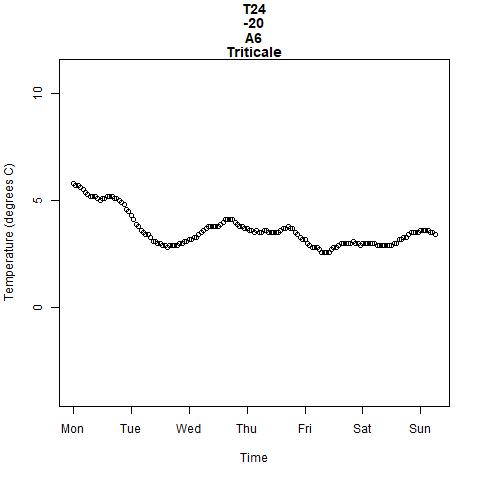 T24
-20
A6
Triticale
Temperature (degrees C)
10
5
0
Mon Tue Wed Thu Fri Sat Sun
Time